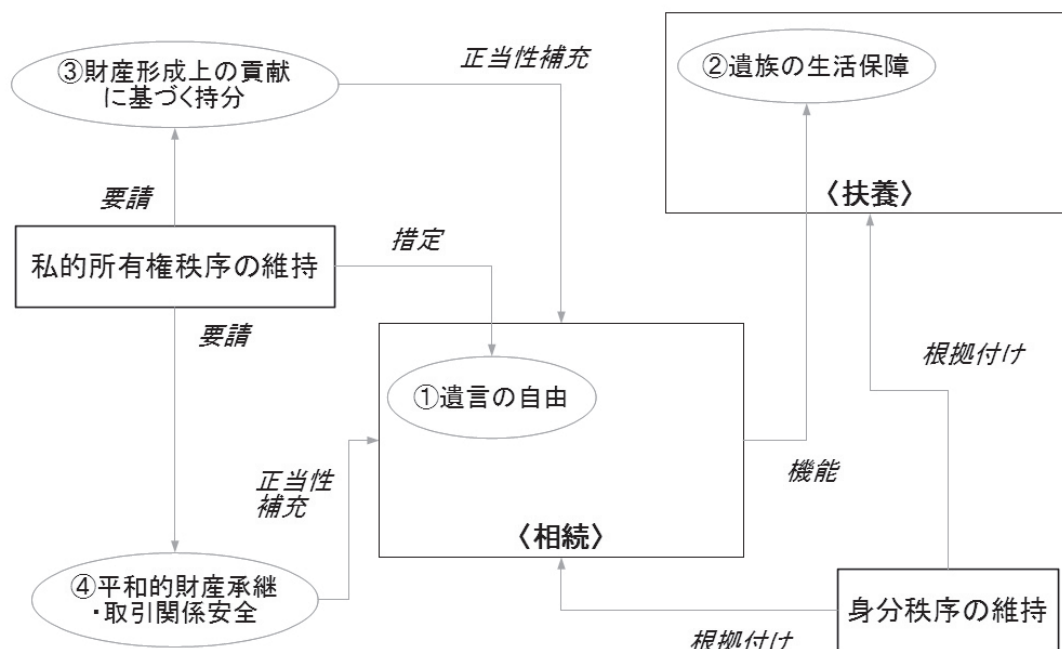 ③財産形成上の貢献
に基づく持分
正当性補充
②遺族の生活保障
〈扶養〉
要請
私的所有権秩序の維持
措定
要請
①遺言の自由
根拠付け
正当性
補充
機能
〈相続〉
④平和的財産承継
・取引関係安全
身分秩序の維持
根拠付け